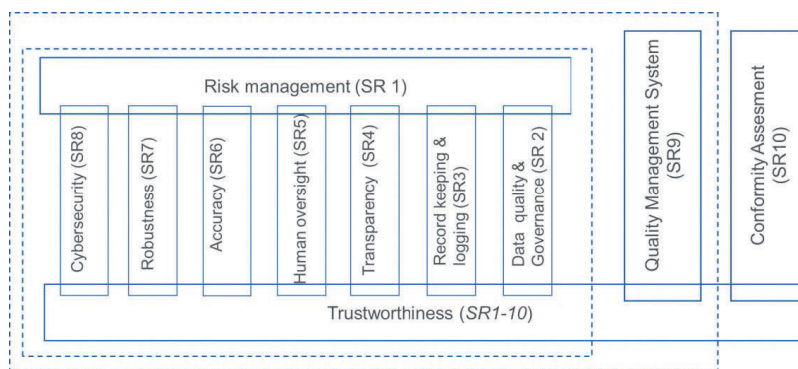 Risk management (SR 1)
Cybersecurity (SR8)
Robustness (SR7)
Accuracy (SR6)
Human oversight (SR5)
Transparency (SR4)
Record keeping &
logging (SR3)
Data quality &
Governance (SR 2)
Quality Management System
(SR9)
Conformity Assesment
(SR10)
Trustworthiness (SR1-10)